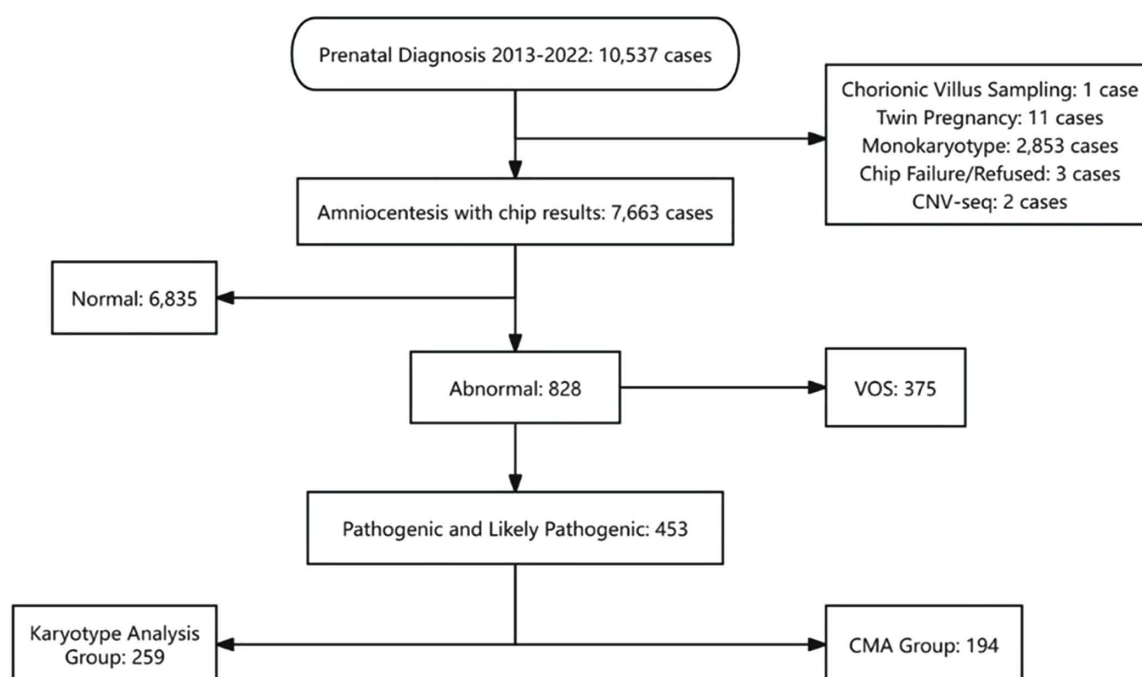 Prenatal Diagnosis 2013-2022: 10,537 cases
Chorionic Villus Sampling: 1 case
Twin Pregnancy: 11 cases
Monokaryotype: 2,853 cases
Chip Failure/Refused: 3 cases
CNV-seq: 2 cases
Amniocentesis with chip results: 7,663 cases
Normal: 6,835
Abnormal: 828
VOS: 375
Pathogenic and Likely Pathogenic: 453
Karyotype Analysis
Group: 259
CMA Group: 194